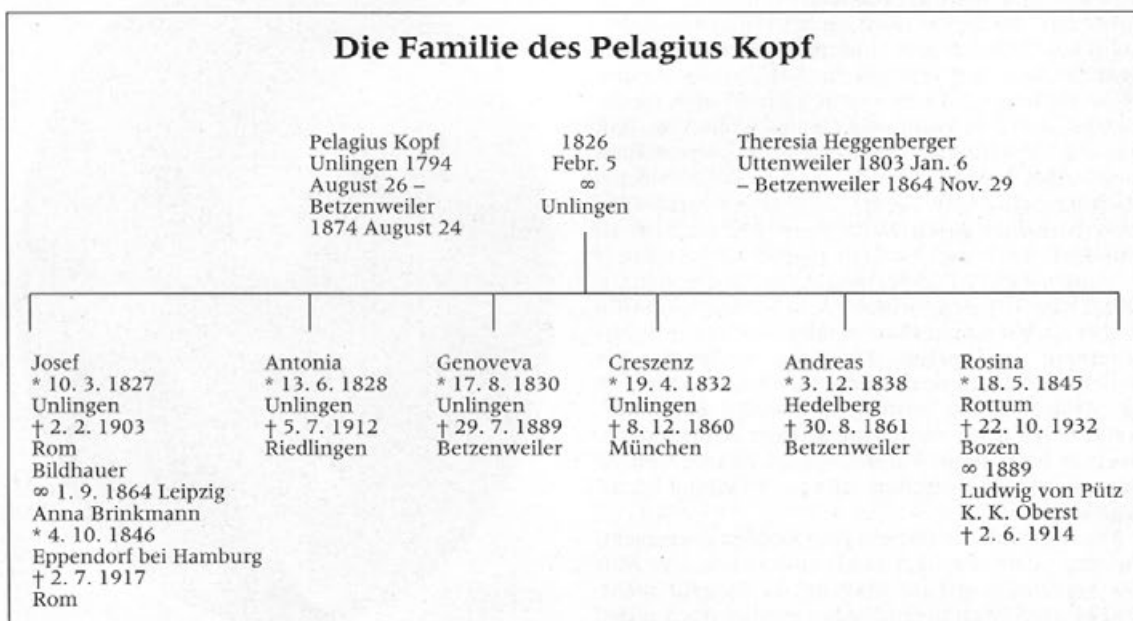 Die Familie des Pelagius Kopf
Pelagius Kopf
Unlingen 1794
August 26 –
Betzenweiler
1874 August 24
1826
Febr. 5
∞
Unlingen
Theresia Heggenberger
Uttenweiler 1803 Jan. 6
– Betzenweiler 1864 Nov. 29
Josef
* 10. 3. 1827
Unlingen
† 2. 2. 1903
Rom
Bildhauer
∞ 1. 9. 1864 Leipzig
Anna Brinkmann
* 4. 10. 1846
Eppendorf bei Hamburg
† 2. 7. 1917
Rom
Antonia
* 13. 6. 1828
Unlingen
† 5. 7. 1912
Riedlingen
Genoveva
* 17. 8. 1830
Unlingen
† 29. 7. 1889
Betzenweiler
Creszenz
* 19. 4. 1832
Unlingen
† 8. 12. 1860
München
Andreas
* 3. 12. 1838
Hedelberg
† 30. 8. 1861
Betzenweiler
Rosina
* 18. 5. 1845
Rottum
† 22. 10. 1932
Bozen
∞ 1889
Ludwig von Pütz
K. K. Oberst
† 2. 6. 1914